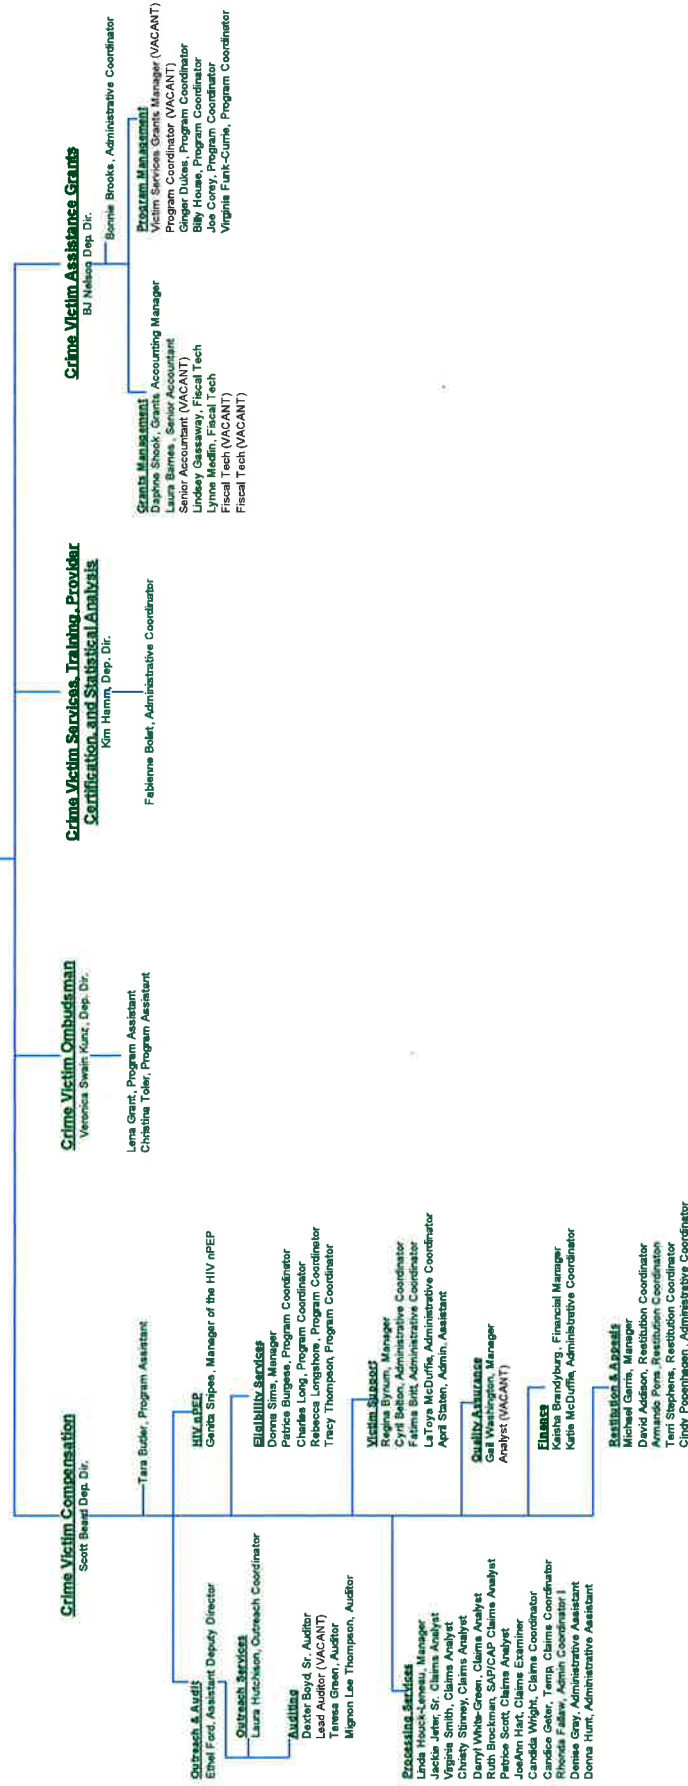 Crime Victim Compensation
Scott Beard Dep. Dir.
Tara Butler, Program Assistant
Outreach & Audit
Ethel Ford, Assistant Deputy Director
Outreach Services
Laura Hutchison, Outreach Coordinator
Auditing
Dexter Boyd, Sr. Auditor
Lead Auditor (VACANT)
Teresa Green, Auditor
Mignon Lee Thompson, Auditor
Processing Services
Linda Houck-Leneau, Manager
Jackie Jeter, Sr. Claims Analyst
Virginia Smith, Claims Analyst
Christy Stinney, Claims Analyst
Darryl White-Green, Claims Analyst
Ruth Brockman, SAP/CAP Claims Analyst
Patrice Scott, Claims Analyst
JoeAnn Hart, Claims Examiner
Candida Wright, Claims Coordinator
Candice Geter, Temp, Claims Coordinator
Rhonda Fallaw, Admin Coordinator I
Denise Gray, Administrative Assistant
Donna Hunt, Administrative Assistant
HIV nPEP
Genita Snipes, Manager of the HIV nPEP
Eligibility Services
Donna Sims, Manager
Patrice Burgess, Program Coordinator
Charles Long, Program Coordinator
Rebecca Longshore, Program Coordinator
Tracy Thompson, Program Coordinator
Victim Support
Regina Bynum, Manager
Cyril Belton, Administrative Coordinator
Fatima Britt, Administrative Coordinator
LaToya McDuffie, Administrative Coordinator
April Staten, Admin. Assistant
Quality Assurance
Gail Washington, Manager
Analyst (VACANT)
Finance
Keisha Brandyburg, Financial Manager
Katie McDuffie, Administrative Coordinator
Restitution & Appeals
Michael Garris, Manager
David Addison, Restitution Coordinator
Armando Pons, Restitution Coordinator
Terri Stephens, Restitution Coordinator
Cindy Popenhagen, Administrative Coordinator
Crime Victim Ombudsman
Veronica Swain Kunz, Dep. Dir.
Lena Grant, Program Assistant
Christina Toler, Program Assistant
Crime Victim Services, Training, Provider
Certification, and Statistical Analysis
Kim Hamm, Dep. Dir.
Fabienne Bolet, Administrative Coordinator
Crime Victim Assistance Grants
BJ Nelson Dep. Dir.
Bonnie Brooks, Administrative Coordinator
Grants Management
Daphne Shook, Grants Accounting Manager
Laura Barnes, Senior Accountant
Senior Accountant (VACANT)
Lindsey Gassaway, Fiscal Tech
Lynne Medlin, Fiscal Tech
Fiscal Tech (VACANT)
Fiscal Tech (VACANT)
Program Management
Victim Services Grants Manager (VACANT)
Program Coordinator (VACANT)
Ginger Dukes, Program Coordinator
Billy House, Program Coordinator
Joe Corey, Program Coordinator
Virginia Funk-Currie, Program Coordinator